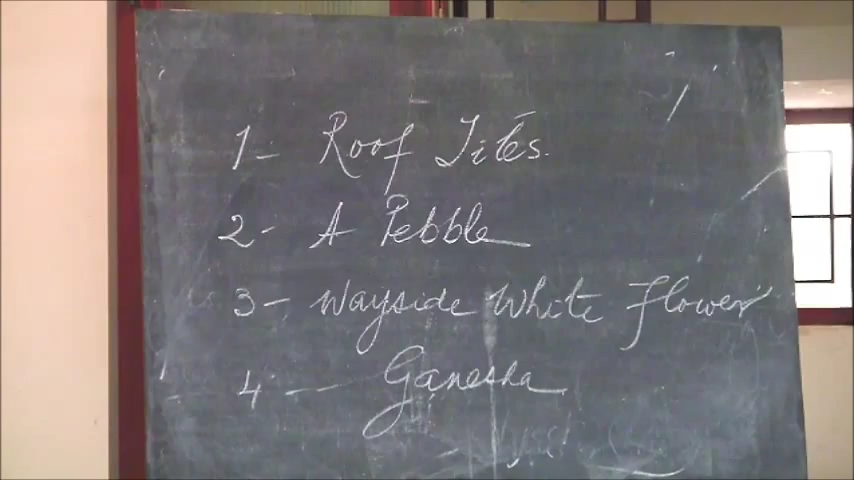 1- Roof Tiles.
2- A Pebble
3- Wayside White Flower
4- Ganesha